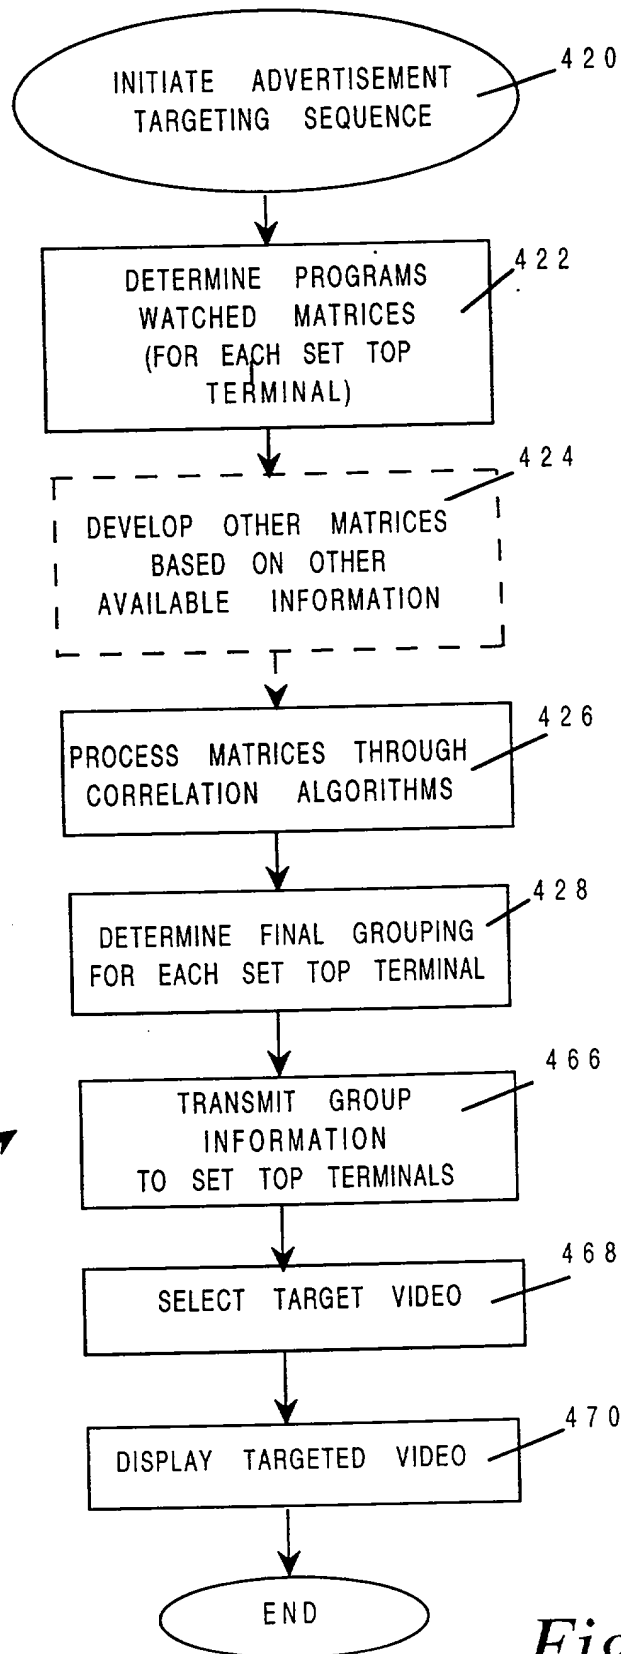 INITIATE ADVERTISEMENT
TARGETING SEQUENCE
420
DETERMINE PROGRAMS
WATCHED MATRICES
(FOR EACH SET TOP
TERMINAL)
422
DEVELOP OTHER MATRICES
BASED ON OTHER
AVAILABLE INFORMATION
424
PROCESS MATRICES THROUGH
CORRELATION ALGORITHMS
426
DETERMINE FINAL GROUPING
FOR EACH SET TOP TERMINAL
428
TRANSMIT GROUP
INFORMATION
TO SET TOP TERMINALS
466
SELECT TARGET VIDEO
468
DISPLAY TARGETED VIDEO
470
END